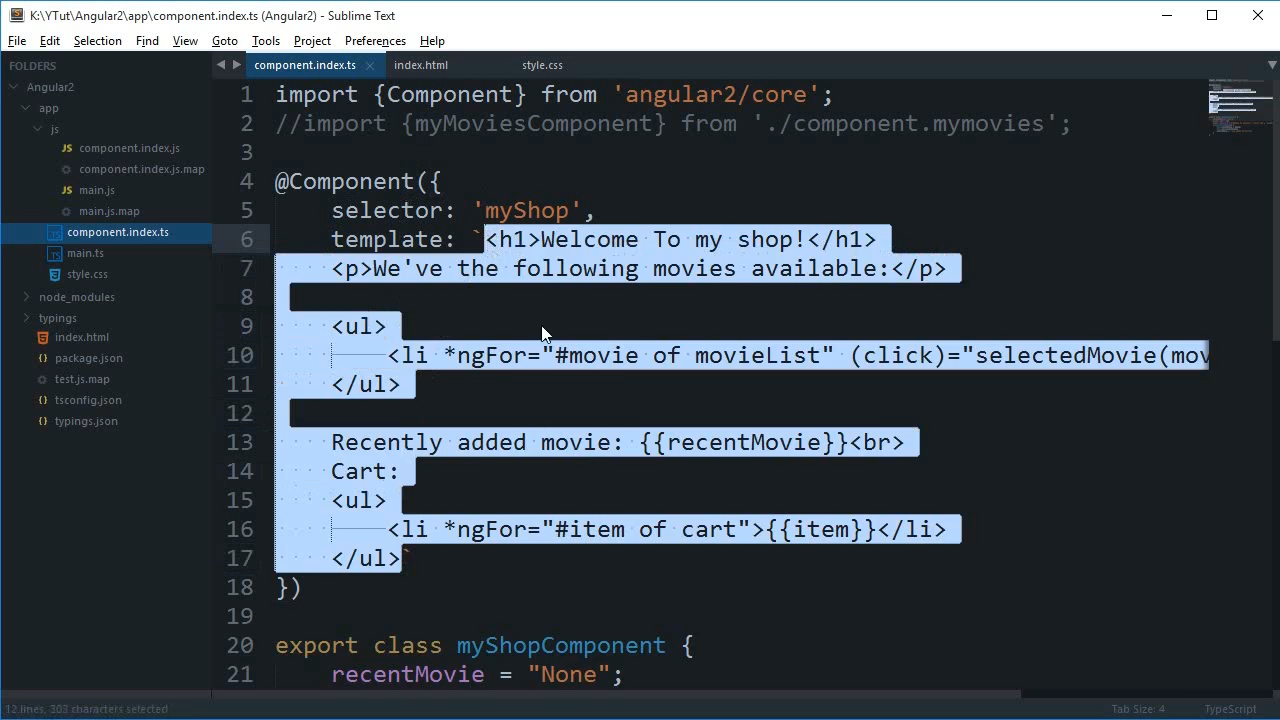 K:\YTut\Angular2\app\component.index.ts (Angular2) - Sublime Text
File Edit Selection Find View Goto Tools Project Preferences Help
FOLDERS
Angular2
app
js
component.index.js
component.index.js.map
main.js
main.js.map
component.index.ts
main.ts
style.css
node_modules
typings
index.html
package.json
test.js.map
tsconfig.json
typings.json
component.index.ts index.html style.css
1 import {Component} from 'angular2/core';
2 //import {myMoviesComponent} from './component.mymovies';
3
4 @Component({
5 selector: 'myShop',
6 template: `<h1>Welcome To my shop!</h1>
7 <p>We've the following movies available:</p>
8
9 <ul>
10 <li *ngFor="#movie of movieList" (click)="selectedMovie(mov
11 </ul>
12
13 Recently added movie: {{recentMovie}}<br>
14 Cart:
15 <ul>
16 <li *ngFor="#item of cart">{{item}}</li>
17 </ul>`
18 })
19
20 export class myShopComponent {
21 recentMovie = "None";
12 lines, 303 characters selected Tab Size: 4 TypeScript